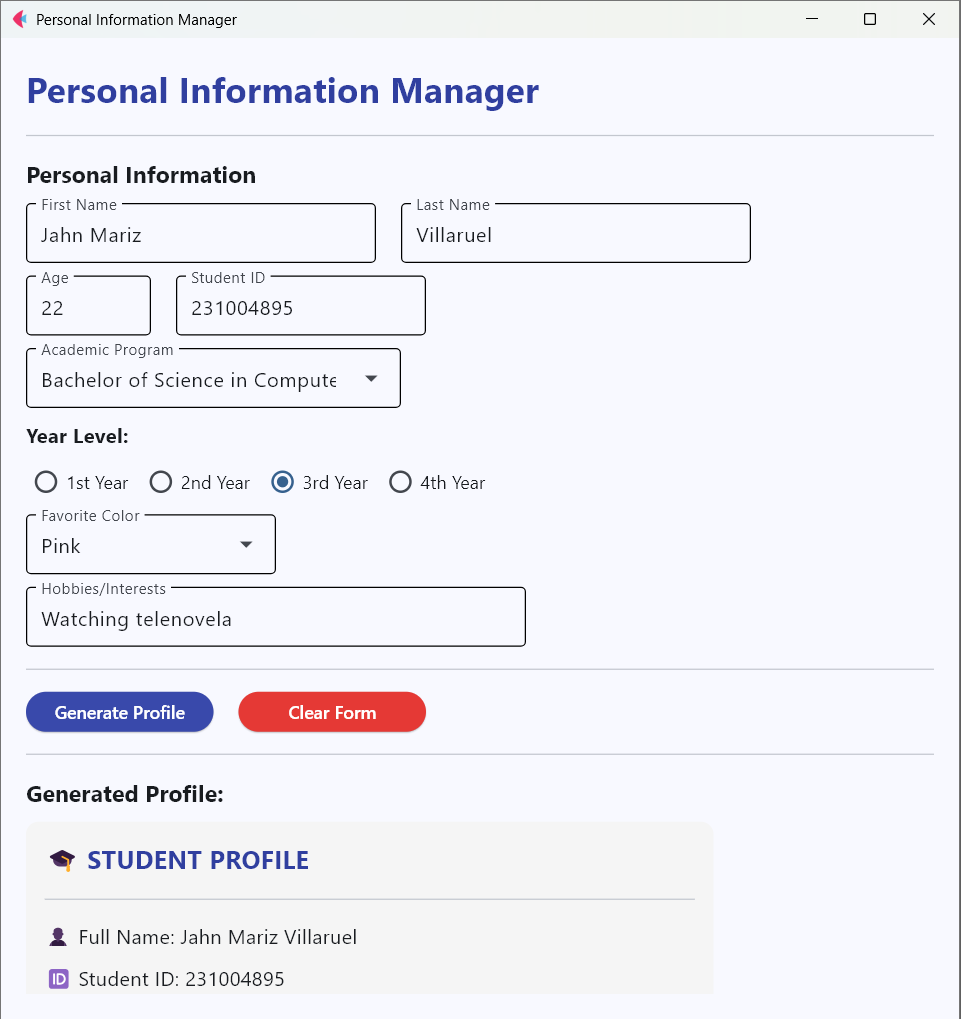 Personal Information Manager
Personal Information Manager
Personal Information
First Name
Last Name
Jahn Mariz
Villaruel
Age
Student ID
22
231004895
Academic Program
Bachelor of Science in Compute
Year Level:
1st Year 2nd Year 3rd Year 4th Year
Favorite Color
Pink
Hobbies/Interests
Watching telenovela
Generate Profile Clear Form
Generated Profile:
🎓 STUDENT PROFILE
👤 Full Name: Jahn Mariz Villaruel
🆔 Student ID: 231004895